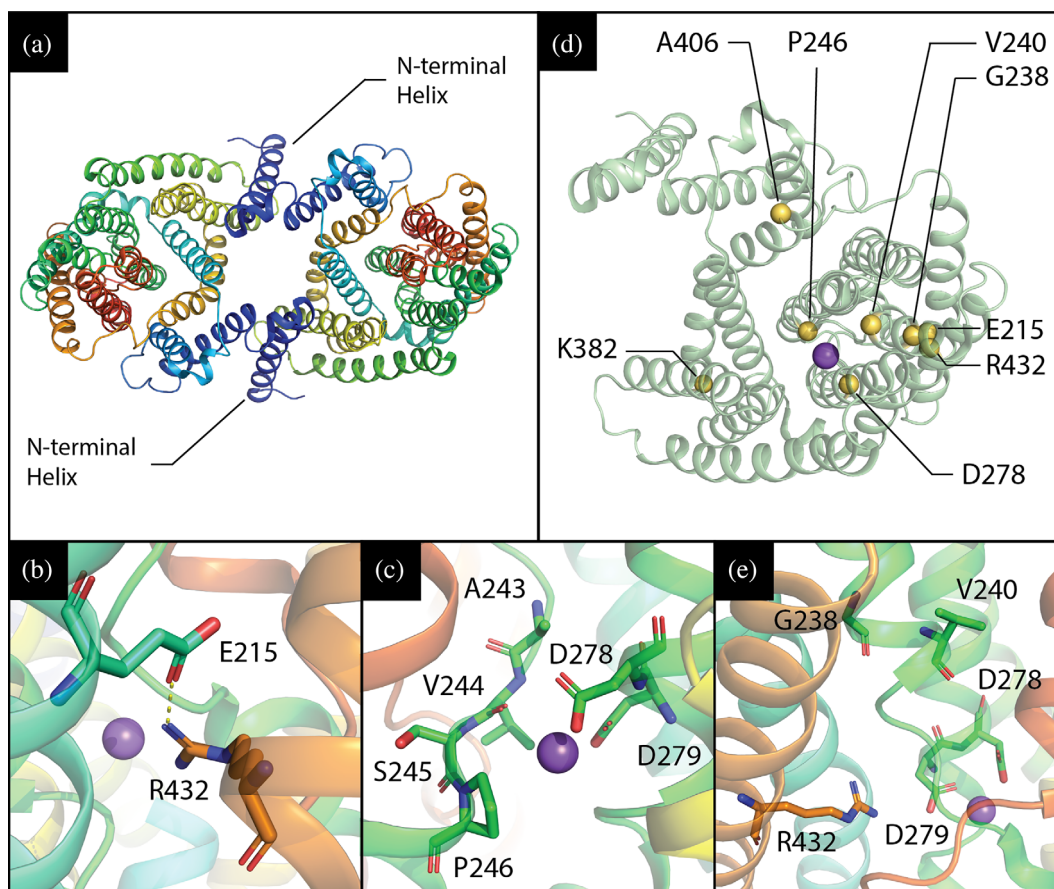 (a)
N-terminal
Helix
N-terminal
Helix
(d)
A406
P246
V240
G238
E215
R432
K382
D278
(b)
E215
R432
(c)
A243
D278
V244
S245
D279
P246
(e)
V240
G238
D278
R432
D279